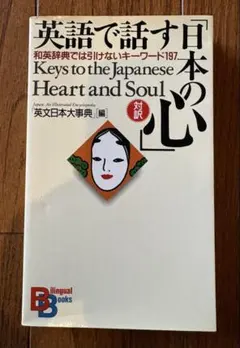 英語で話す「日本の心」
和英辞典では引けないキーワード197
Keys to the Japanese
Heart and Soul
Japan: An Illustrated Encyclopedia
『英文日本大事典』編
対訳
Bilingual
Books